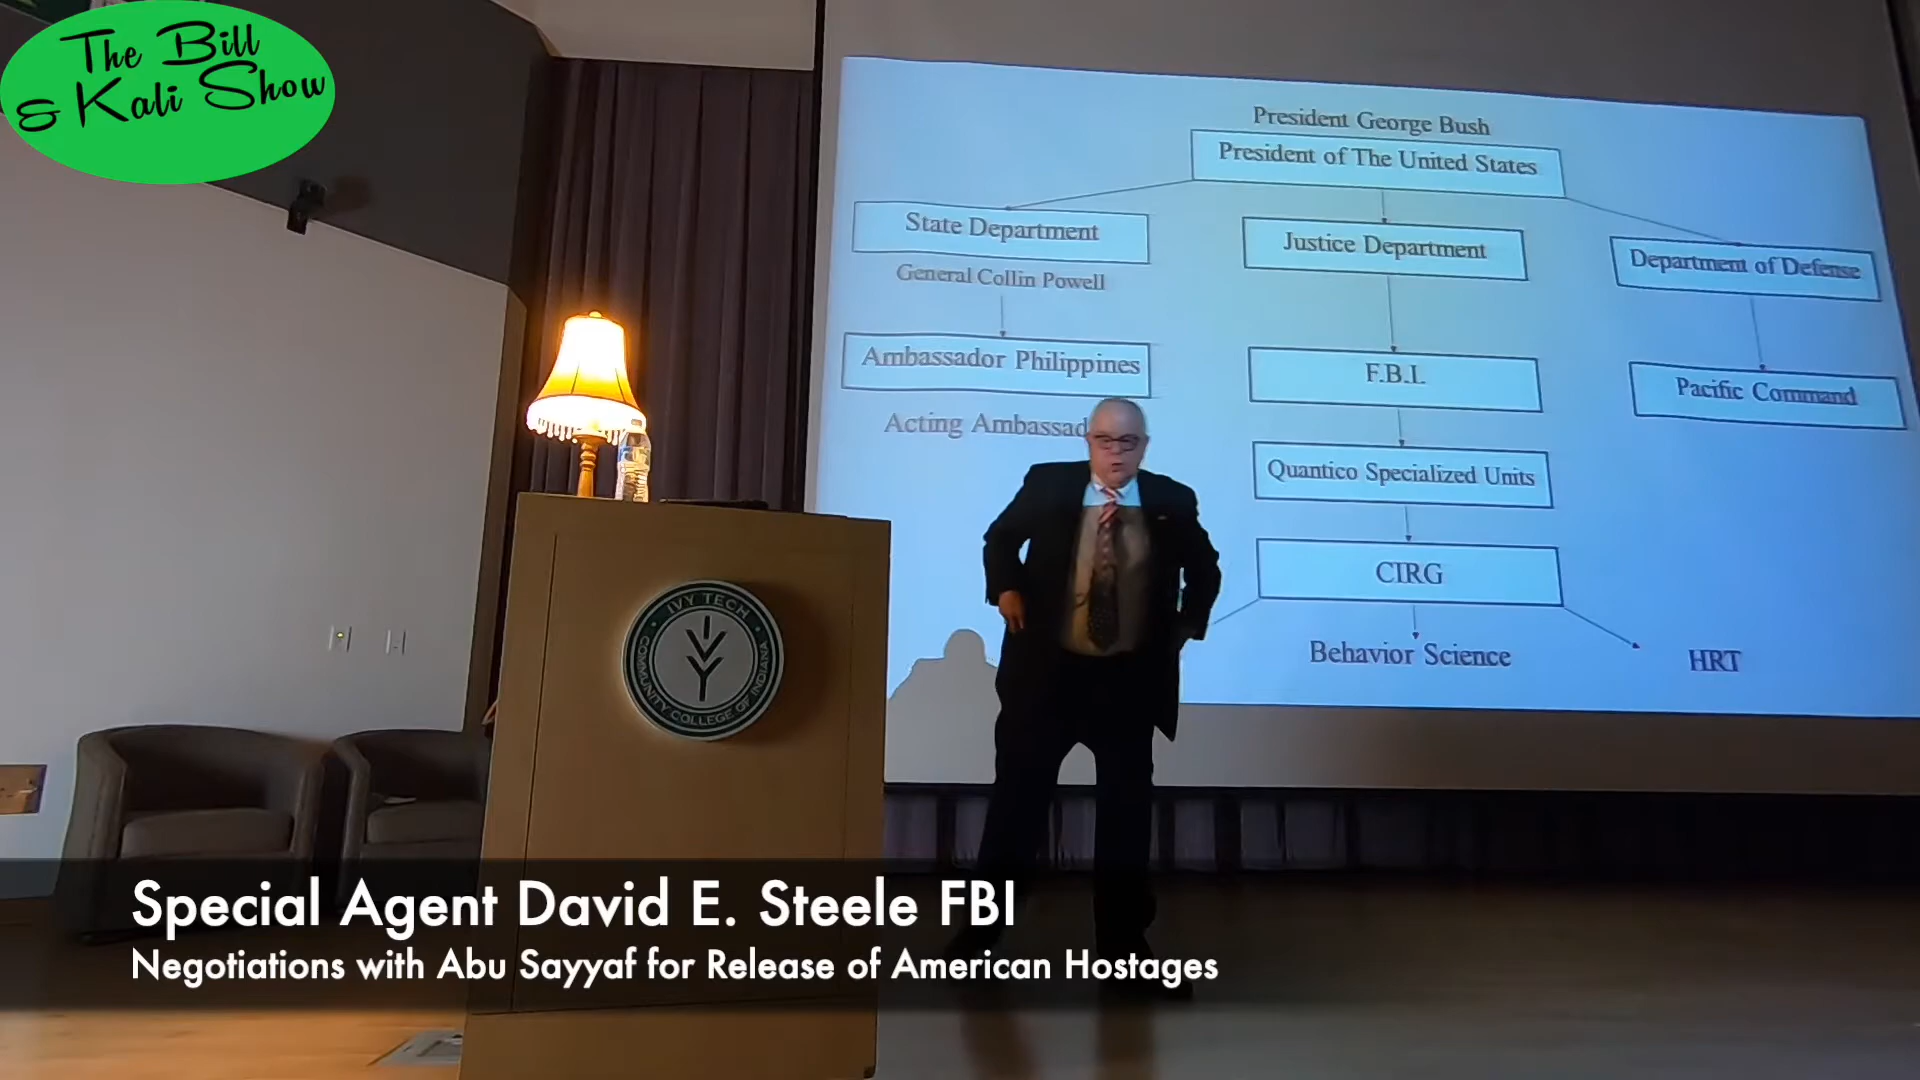 The Bill
& Kali Show
President George Bush
President of The United States
State Department
Justice Department
Department of Defense
General Collin Powell
Ambassador Philippines
F.B.I.
Pacific Command
Acting
Quantico Specialized Units
CIRG
Behavior Science
HRT
IVY TECH
COMMUNITY COLLEGE OF INDIANA
IVY
Special Agent David E. Steele FBI
Negotiations with Abu Sayyaf for Release of American Hostages